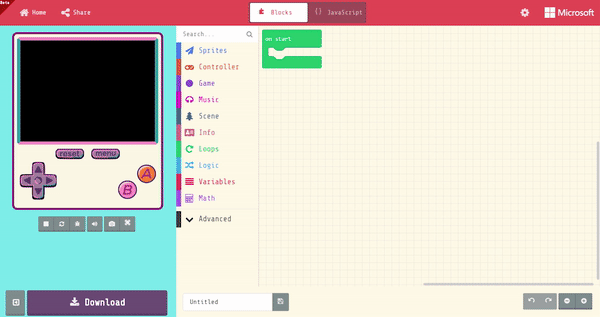 Beta
Home
Share
Blocks
{} JavaScript
Microsoft
Search...
on start
Sprites
Controller
Game
Music
Scene
Info
Loops
Logic
Variables
Math
Advanced
reset
menu
A
B
Download
Untitled